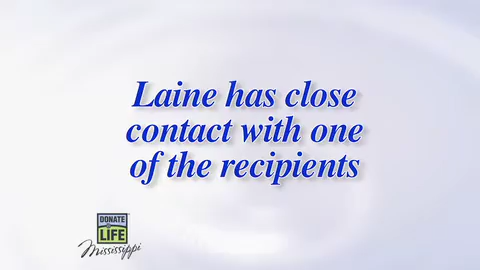 Laine has close
contact with one
of the recipients
DONATE
LIFE
Mississippi